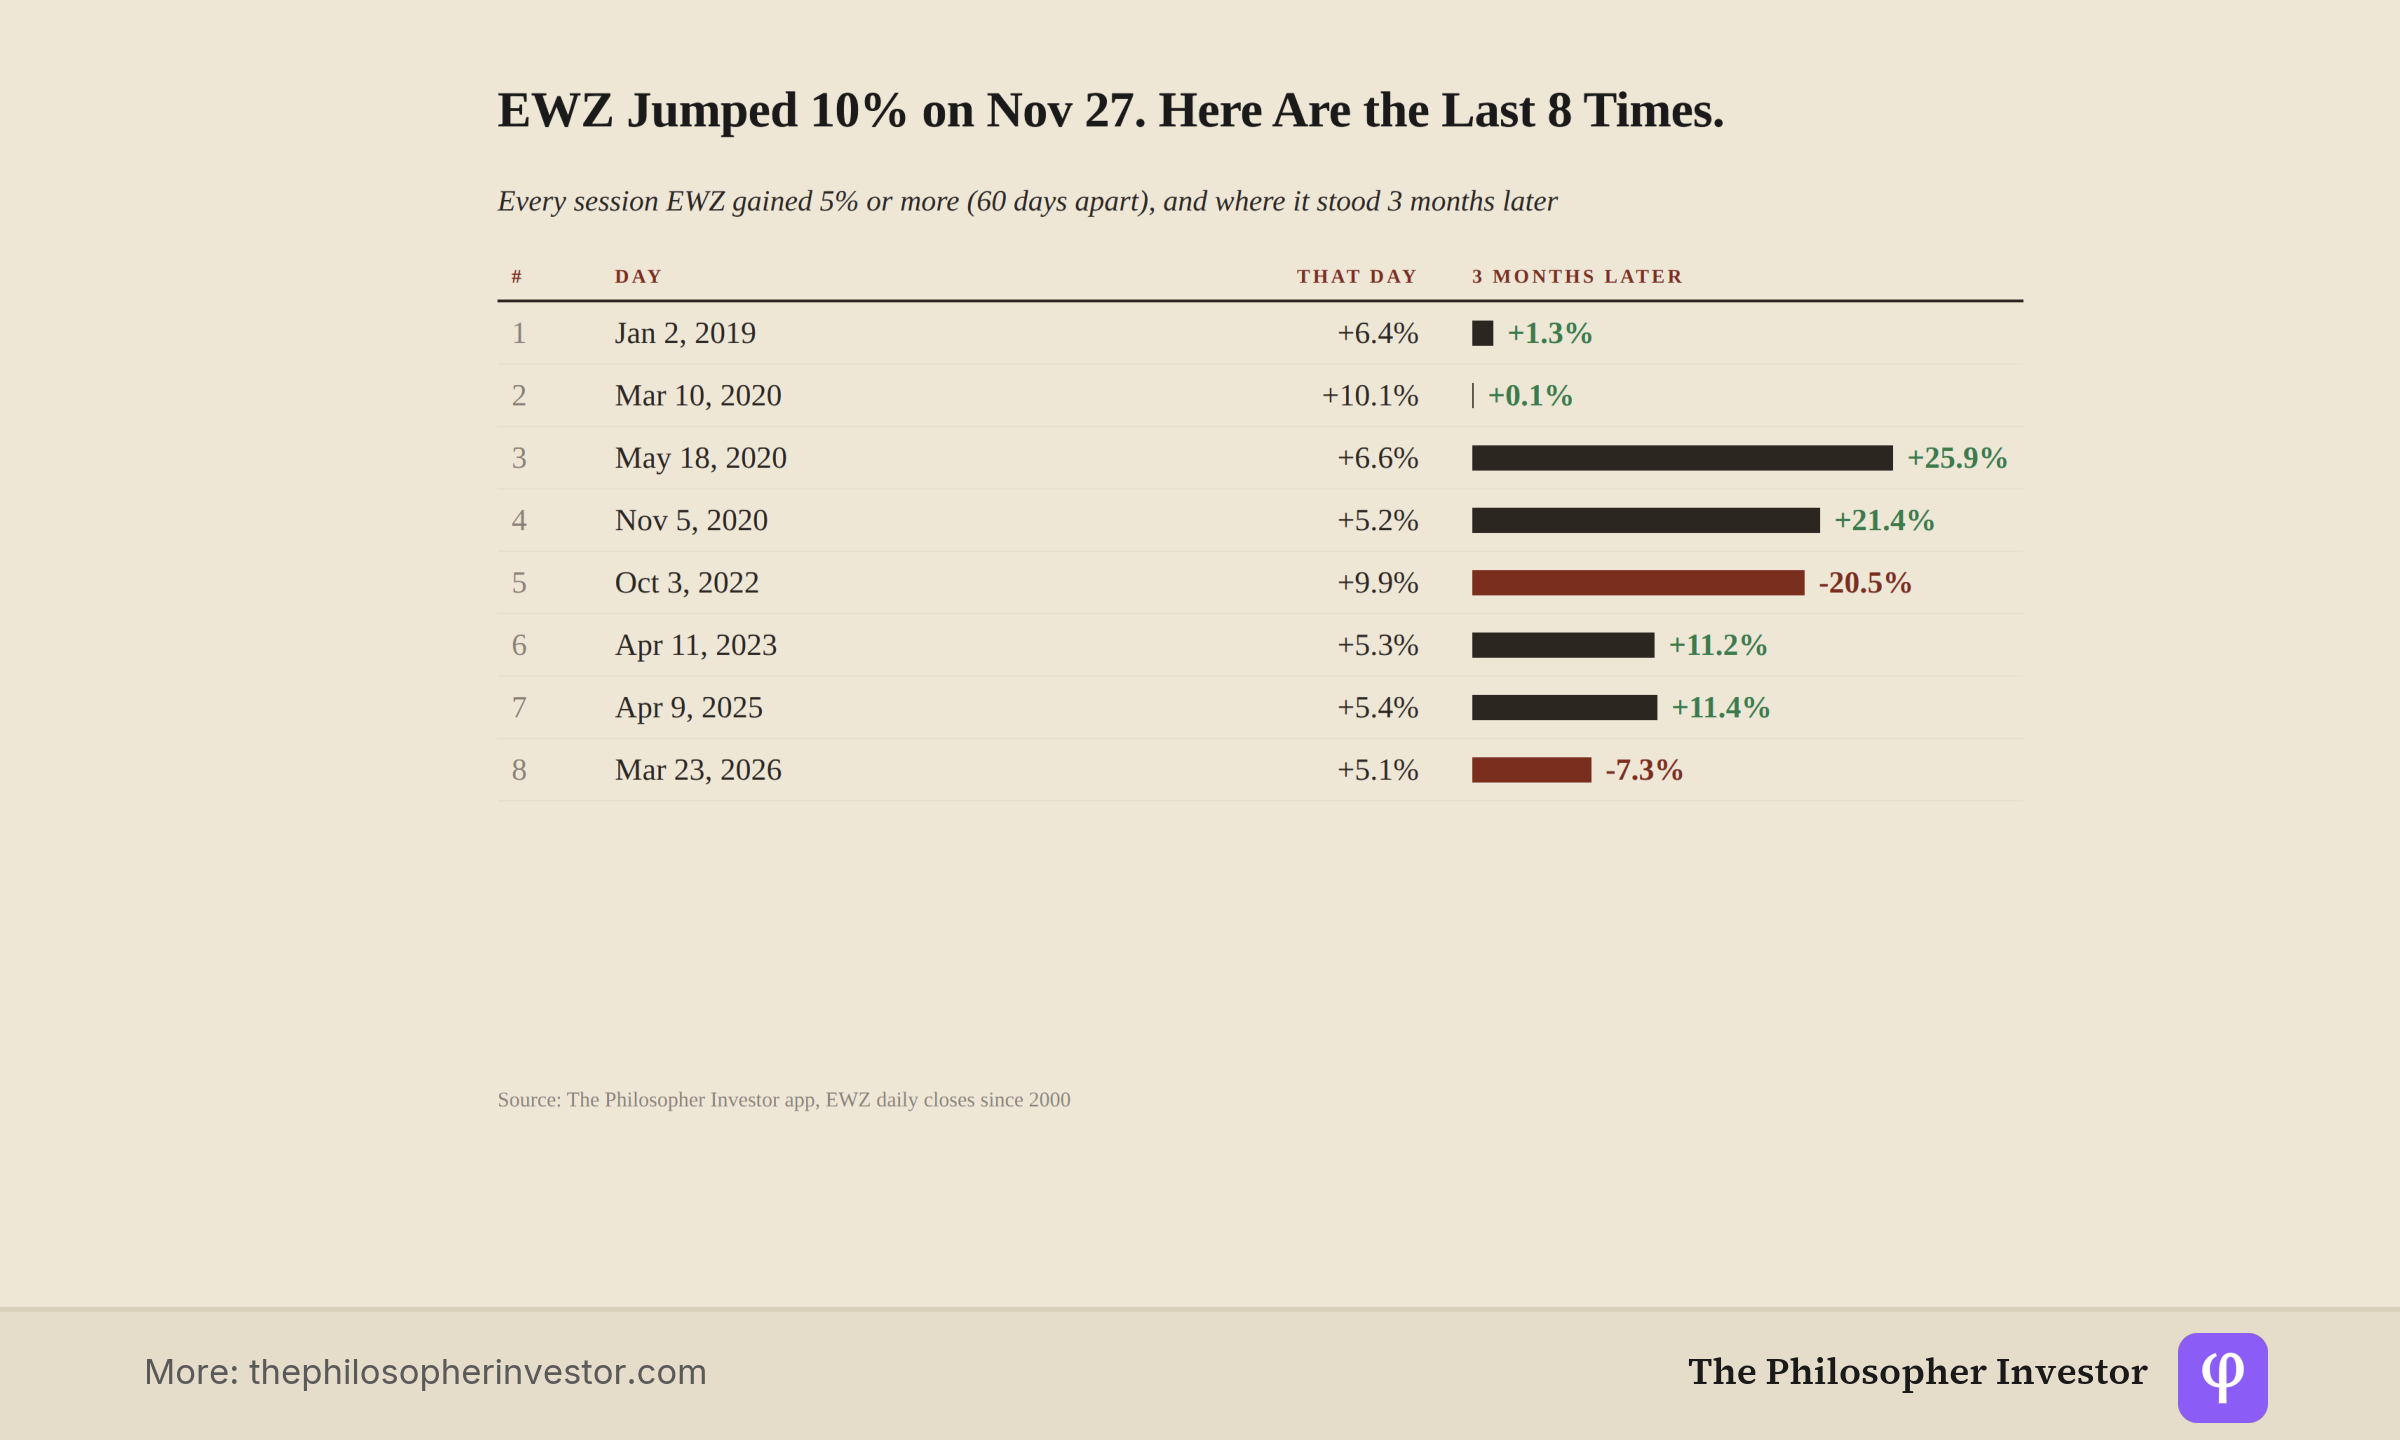 EWZ Jumped 10% on Nov 27. Here Are the Last 8 Times.
Every session EWZ gained 5% or more (60 days apart), and where it stood 3 months later
# DAY THAT DAY 3 MONTHS LATER
1 Jan 2, 2019 +6.4% +1.3%
2 Mar 10, 2020 +10.1% +0.1%
3 May 18, 2020 +6.6% +25.9%
4 Nov 5, 2020 +5.2% +21.4%
5 Oct 3, 2022 +9.9% -20.5%
6 Apr 11, 2023 +5.3% +11.2%
7 Apr 9, 2025 +5.4% +11.4%
8 Mar 23, 2026 +5.1% -7.3%
Source: The Philosopher Investor app, EWZ daily closes since 2000
More: thephilosopherinvestor.com
The Philosopher Investor φ